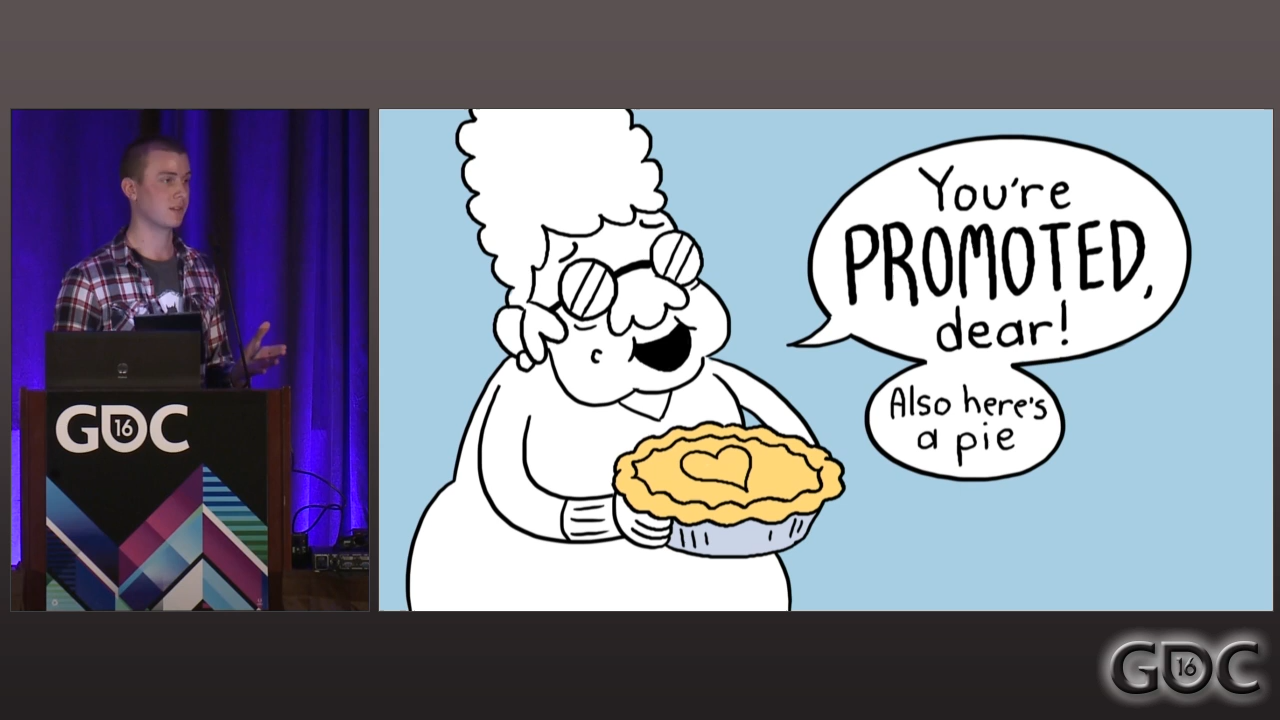 You're
PROMOTED,
dear!
Also here's
a pie
GDC
16
GDC
16